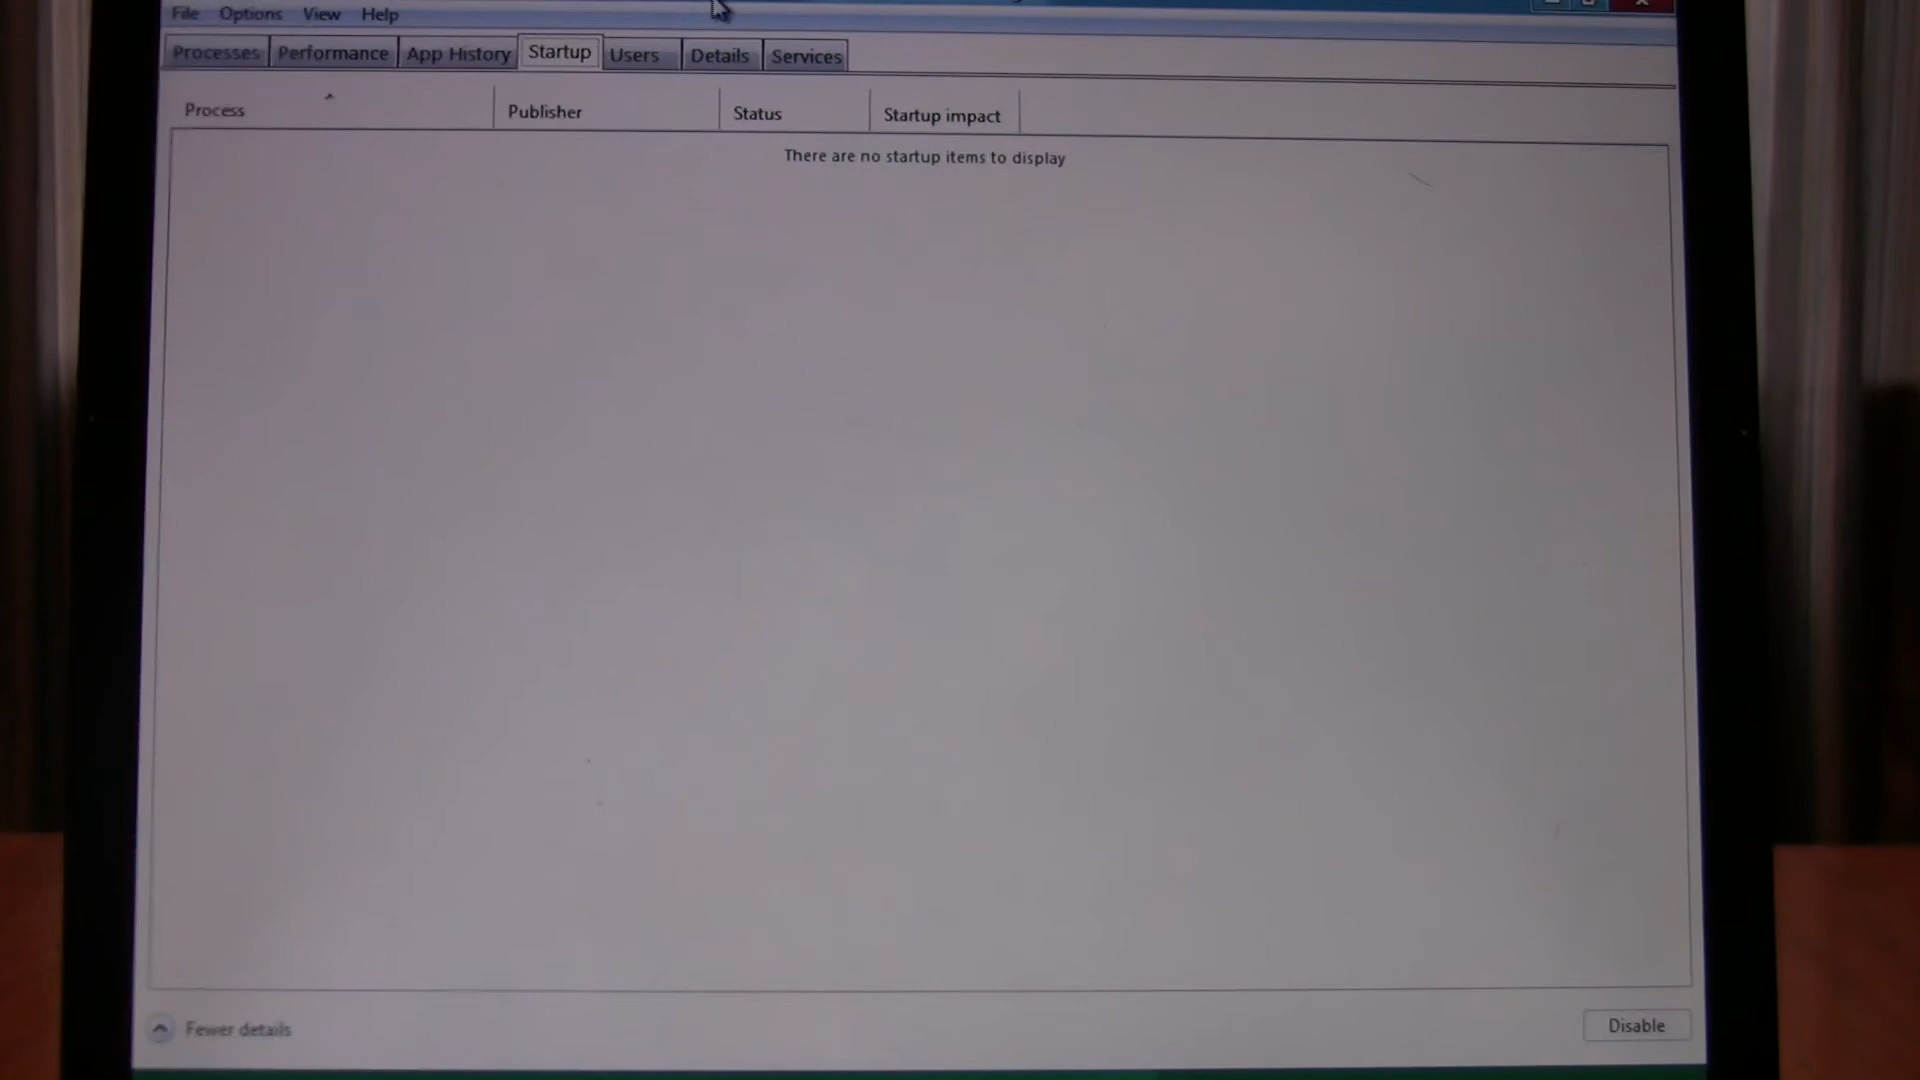 File Options View Help
Processes Performance App History Startup Users Details Services
Process Publisher Status Startup impact
There are no startup items to display
Fewer details Disable